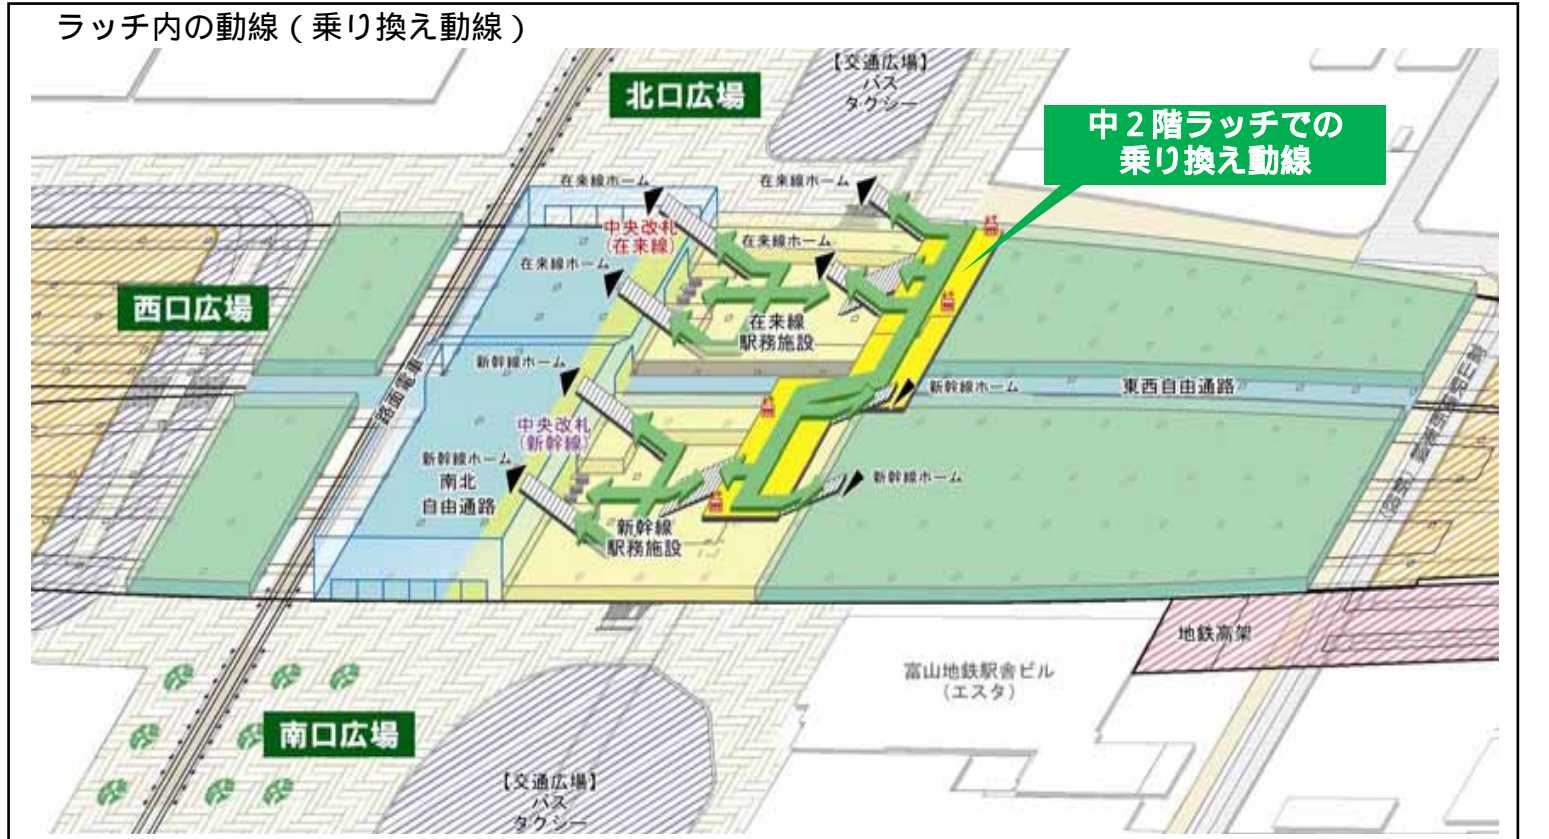 ラッチ内の動線(乗り換え動線)
【交通広場】
バス
タクシー
北口広場
中2階ラッチでの
乗り換え動線
在来線ホーム
在来線ホーム
中央改札
(在来線)
在来線ホーム
在来線ホーム
西口広場
在来線
駅務施設
新幹線ホーム
路面電車
新幹線ホーム
東西自由通路
中央改札
(新幹線)
新幹線ホーム
南北
自由通路
新幹線ホーム
新幹線
駅務施設
地鉄高架
富山地鉄駅舎ビル
(エスタ)
南口広場
【交通広場】
バス
タクシー